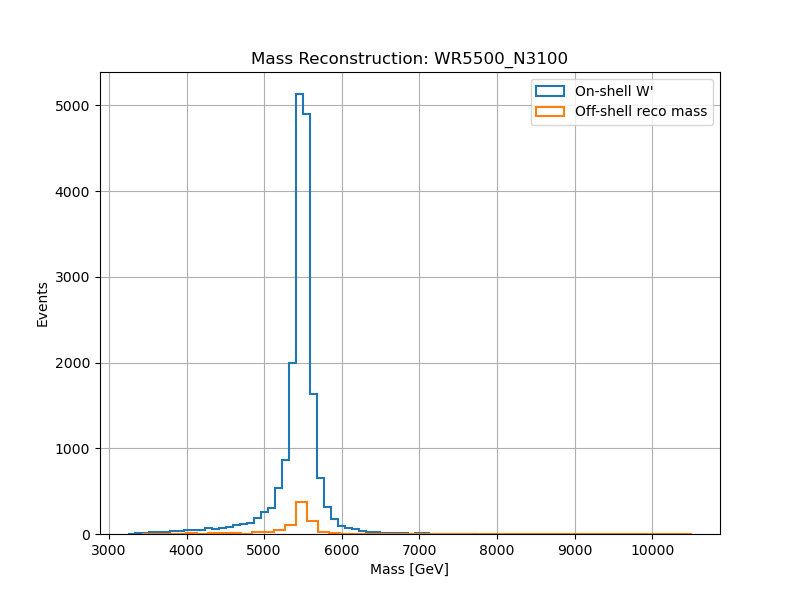 Mass Reconstruction: WR5500_N3100
On-shell W'
Off-shell reco mass
5000
4000
3000
2000
1000
0
Events
3000 4000 5000 6000 7000 8000 9000 10000
Mass [GeV]